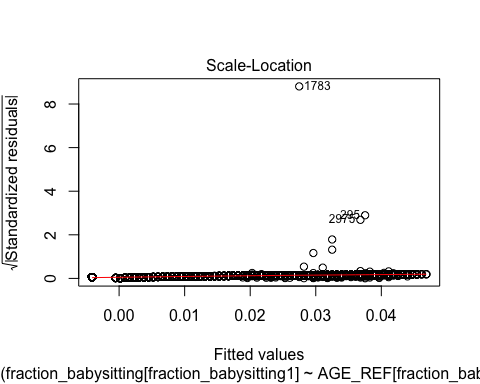 Scale-Location
√|Standardized residuals|
8
6
4
2
0
1783
295
2975
0.00 0.01 0.02 0.03 0.04
Fitted values
(fraction_babysitting[fraction_babysitting1] ~ AGE_REF[fraction_bab